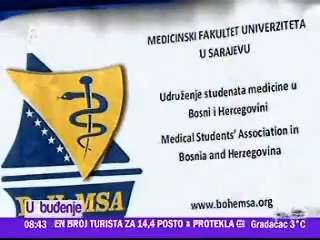 MEDICINSKI FAKULTET UNIVERZITETA
U SARAJEVU
Udruženje studenata medicine u
Bosni i Hercegovini
Medical Students' Association in
Bosnia and Herzegovina
www.bohemsa.org
MSA
U buđenje
08:43 EN BROJ TURISTA ZA 14,4 POSTO PROTEKLA Gradačac 3°C